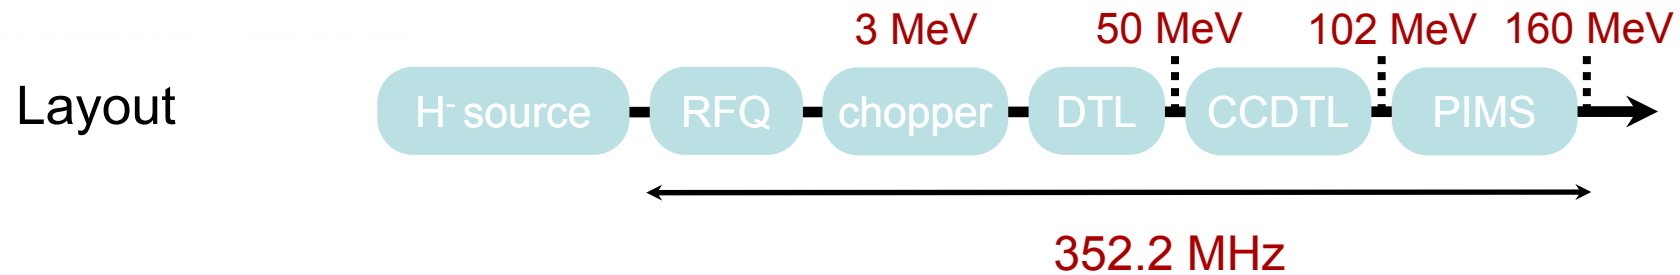 3 MeV 50 MeV 102 MeV 160 MeV
Layout H⁻ source RFQ chopper DTL CCDTL PIMS
352.2 MHz